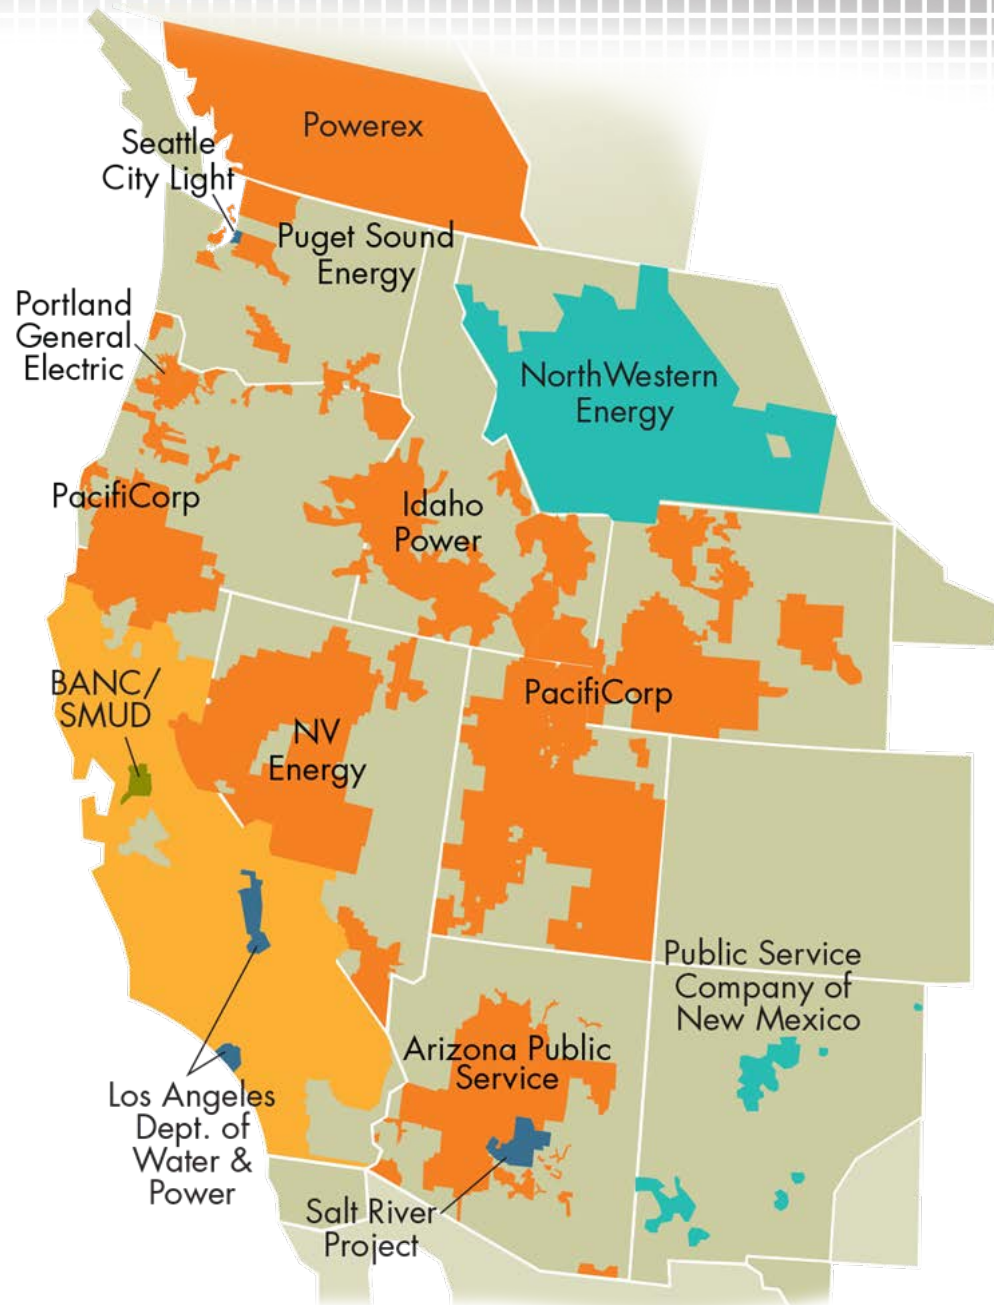 Powerex
Seattle
City Light
Puget Sound
Energy
Portland
General
Electric
NorthWestern
Energy
PacifiCorp
Idaho
Power
BANC/
SMUD
PacifiCorp
NV
Energy
Public Service
Company of
New Mexico
Arizona Public
Service
Los Angeles
Dept. of
Water &
Power
Salt River
Project